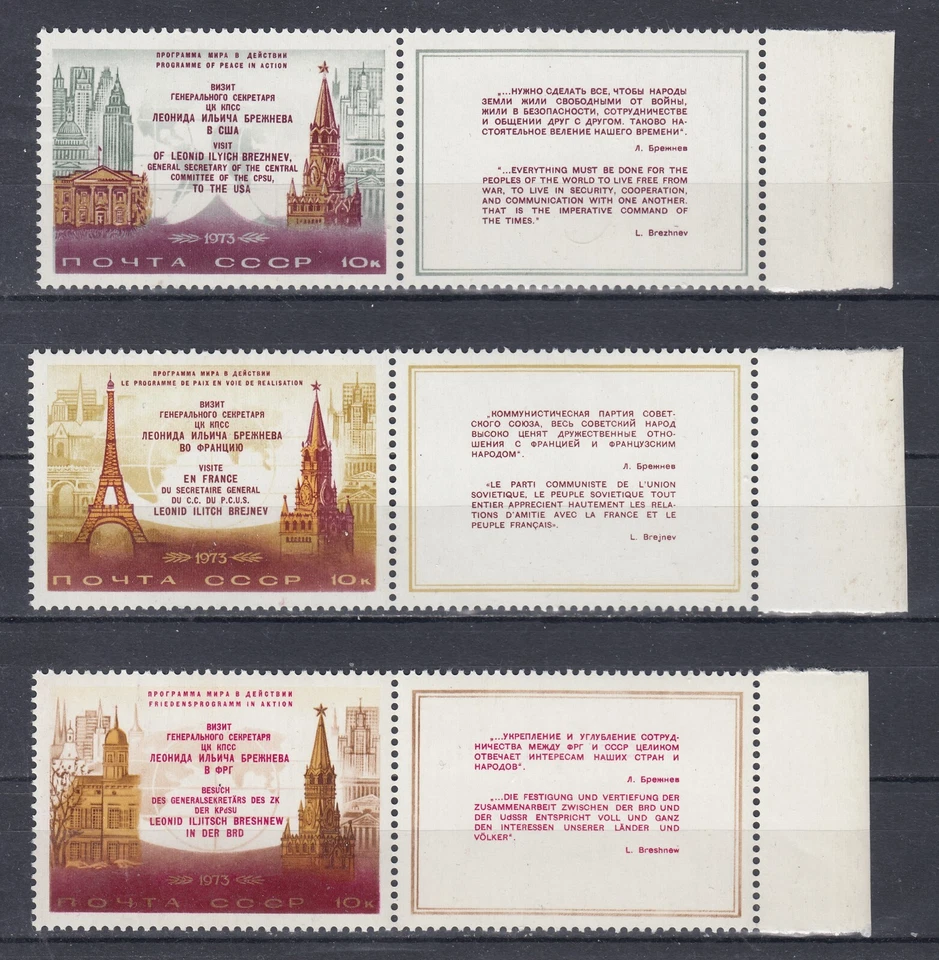 ПРОГРАММА МИРА В ДЕЙСТВИИ
PROGRAMME OF PEACE IN ACTION
ВИЗИТ
ГЕНЕРАЛЬНОГО СЕКРЕТАРЯ
ЦК КПСС
ЛЕОНИДА ИЛЬИЧА БРЕЖНЕВА
В США
VISIT
OF LEONID ILYICH BREZHNEV,
GENERAL SECRETARY OF THE CENTRAL
COMMITTEE OF THE CPSU,
TO THE USA
1973
ПОЧТА СССР 10к
„...НУЖНО СДЕЛАТЬ ВСЕ, ЧТОБЫ НАРОДЫ
ЗЕМЛИ ЖИЛИ СВОБОДНЫМИ ОТ ВОЙНЫ,
ЖИЛИ В БЕЗОПАСНОСТИ, СОТРУДНИЧЕСТВЕ
И ОБЩЕНИИ ДРУГ С ДРУГОМ. ТАКОВО НА-
СТОЯТЕЛЬНОЕ ВЕЛЕНИЕ НАШЕГО ВРЕМЕНИ“.
Л. Брежнев
"...EVERYTHING MUST BE DONE FOR THE
PEOPLES OF THE WORLD TO LIVE FREE FROM
WAR, TO LIVE IN SECURITY, COOPERATION,
AND COMMUNICATION WITH ONE ANOTHER.
THAT IS THE IMPERATIVE COMMAND OF
THE TIMES."
L. Brezhnev
ПРОГРАММА МИРА В ДЕЙСТВИИ
LE PROGRAMME DE PAIX EN VOIE DE REALISATION
ВИЗИТ
ГЕНЕРАЛЬНОГО СЕКРЕТАРЯ
ЦК КПСС
ЛЕОНИДА ИЛЬИЧА БРЕЖНЕВА
ВО ФРАНЦИЮ
VISITE
EN FRANCE
DU SECRETAIRE GENERAL
DU C.C. DU P.C.U.S.
LEONID ILITCH BREJNEV
1973
ПОЧТА СССР 10к
„КОММУНИСТИЧЕСКАЯ ПАРТИЯ СОВЕТ-
СКОГО СОЮЗА, ВЕСЬ СОВЕТСКИЙ НАРОД
ВЫСОКО ЦЕНЯТ ДРУЖЕСТВЕННЫЕ ОТНО-
ШЕНИЯ С ФРАНЦИЕЙ И ФРАНЦУЗСКИМ
НАРОДОМ“.
Л. Брежнев
«LE PARTI COMMUNISTE DE L'UNION
SOVIETIQUE, LE PEUPLE SOVIETIQUE TOUT
ENTIER APPRECIENT HAUTEMENT LES RELA-
TIONS D'AMITIE AVEC LA FRANCE ET LE
PEUPLE FRANÇAIS».
L. Brejnev
ПРОГРАММА МИРА В ДЕЙСТВИИ
FRIEDENSPROGRAMM IN AKTION
ВИЗИТ
ГЕНЕРАЛЬНОГО СЕКРЕТАРЯ
ЦК КПСС
ЛЕОНИДА ИЛЬИЧА БРЕЖНЕВА
В ФРГ
BESUCH
DES GENERALSEKRETÄRS DES ZK
DER KPdSU
LEONID ILJITSCH BRESHNEW
IN DER BRD
1973
ПОЧТА СССР 10к
„...УКРЕПЛЕНИЕ И УГЛУБЛЕНИЕ СОТРУД-
НИЧЕСТВА МЕЖДУ ФРГ И СССР ЦЕЛИКОМ
ОТВЕЧАЕТ ИНТЕРЕСАМ НАШИХ СТРАН И
НАРОДОВ“.
Л. Брежнев
„...DIE FESTIGUNG UND VERTIEFUNG DER
ZUSAMMENARBEIT ZWISCHEN DER BRD UND
DER UdSSR ENTSPRICHT VOLL UND GANZ
DEN INTERESSEN UNSERER LÄNDER UND
VÖLKER“.
L. Breshnew